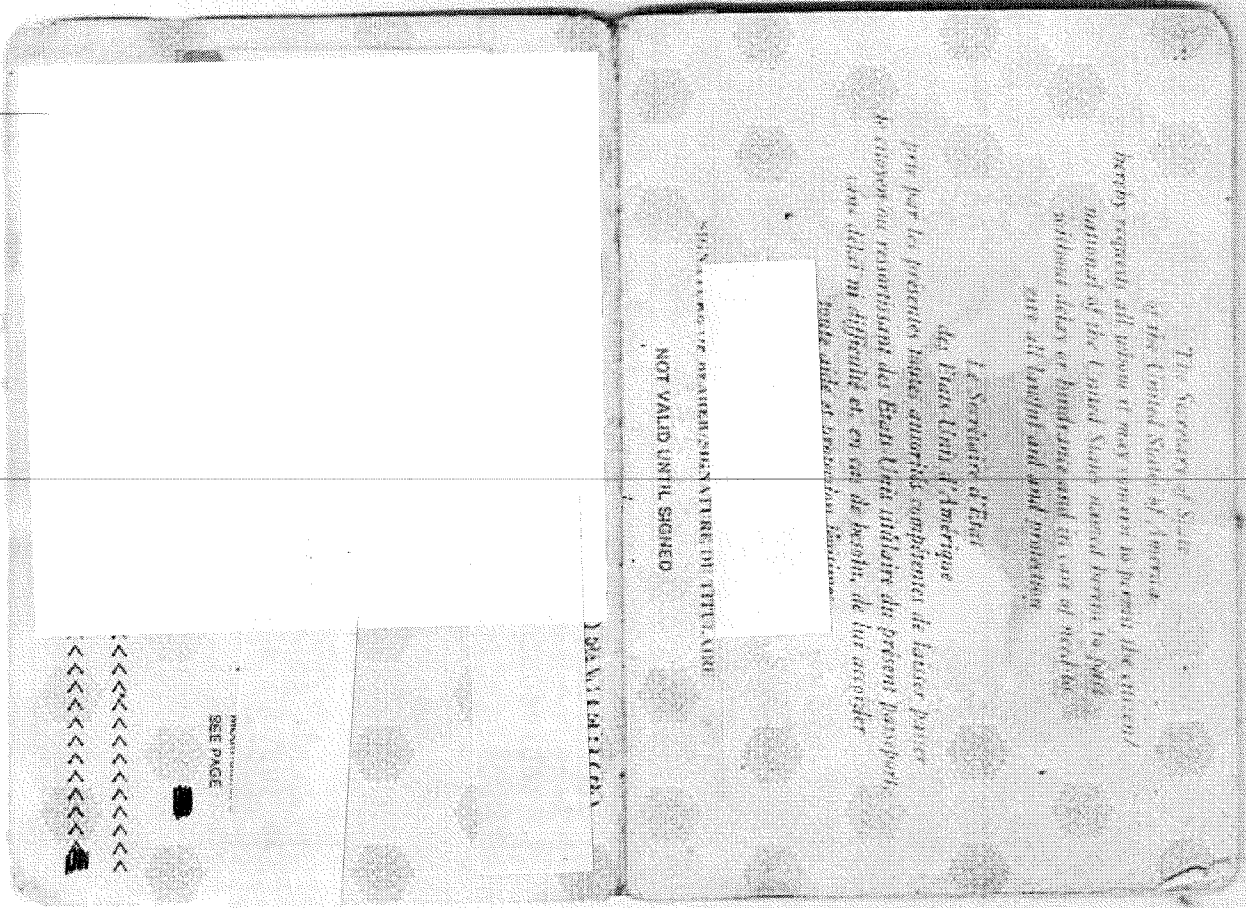 The Secretary of State
of the United States of America
hereby requests all whom it may concern to permit the citizen/
national of the United States named herein to pass
without delay or hindrance and in case of need to
give all lawful aid and protection
Le Secrétaire d'Etat
des Etats-Unis d'Amérique
prie par les présentes toutes autorités compétentes de laisser passer
le citoyen ou ressortissant des Etats-Unis titulaire du présent passeport,
sans délai ni difficulté et, en cas de besoin, de lui accorder
toute aide et protection légitimes
SIGNATURE OF BEARER/SIGNATURE DU TITULAIRE
NOT VALID UNTIL SIGNED
SEE PAGE
<<<<<<<<<<<<<
<<<<<<<<<<<<